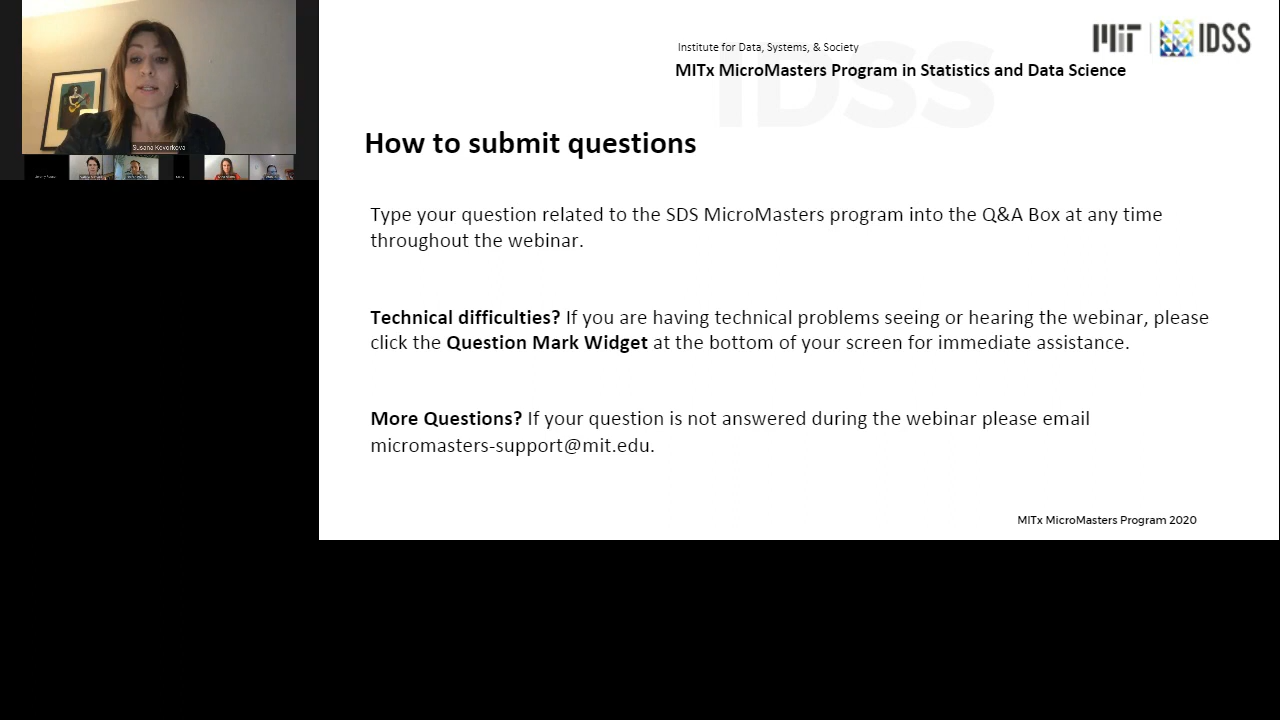 Susana Kevorkova
Institute for Data, Systems, & Society
MITx MicroMasters Program in Statistics and Data Science
MIT IDSS
IDSS
How to submit questions
Type your question related to the SDS MicroMasters program into the Q&A Box at any time
throughout the webinar.
Technical difficulties? If you are having technical problems seeing or hearing the webinar, please
click the Question Mark Widget at the bottom of your screen for immediate assistance.
More Questions? If your question is not answered during the webinar please email
micromasters-support@mit.edu.
MITx MicroMasters Program 2020